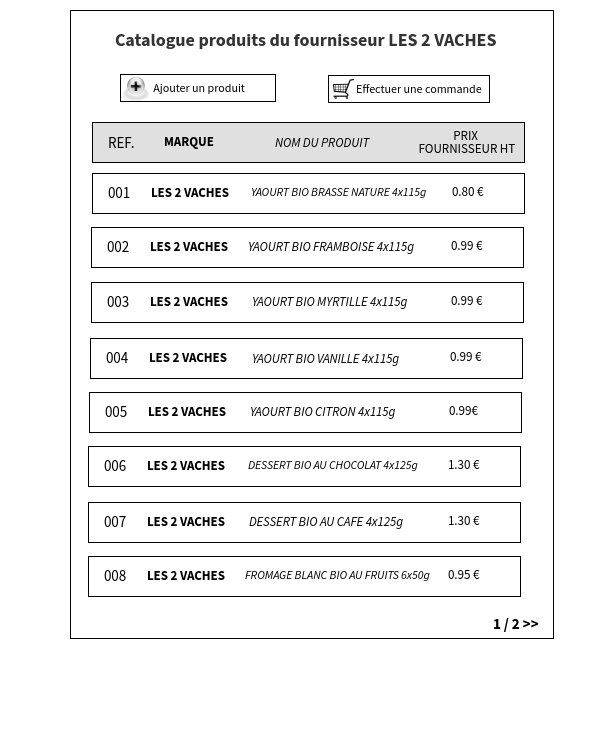 Catalogue produits du fournisseur LES 2 VACHES
Ajouter un produit
Effectuer une commande
REF. MARQUE NOM DU PRODUIT PRIX FOURNISSEUR HT
001 LES 2 VACHES YAOURT BIO BRASSE NATURE 4x115g 0.80 €
002 LES 2 VACHES YAOURT BIO FRAMBOISE 4x115g 0.99 €
003 LES 2 VACHES YAOURT BIO MYRTILLE 4x115g 0.99 €
004 LES 2 VACHES YAOURT BIO VANILLE 4x115g 0.99 €
005 LES 2 VACHES YAOURT BIO CITRON 4x115g 0.99€
006 LES 2 VACHES DESSERT BIO AU CHOCOLAT 4x125g 1.30 €
007 LES 2 VACHES DESSERT BIO AU CAFE 4x125g 1.30 €
008 LES 2 VACHES FROMAGE BLANC BIO AU FRUITS 6x50g 0.95 €
1 / 2 >>